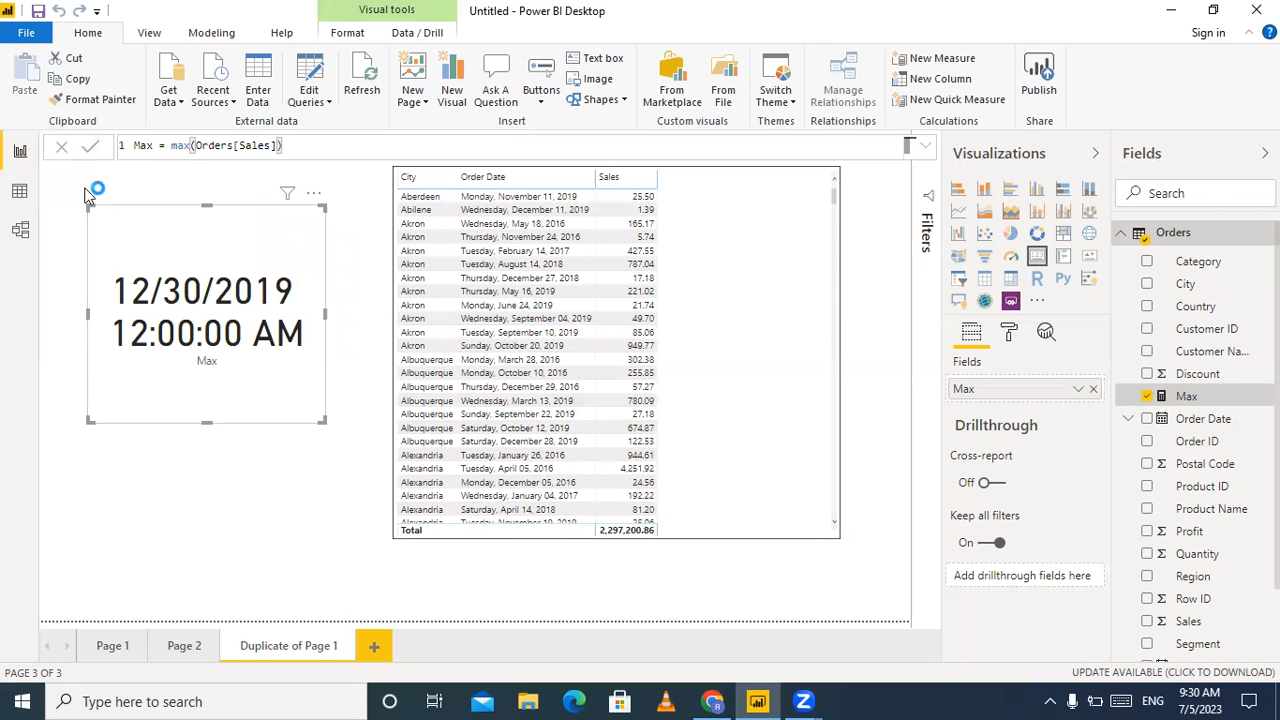 Visual tools
Untitled - Power BI Desktop
File
Home
View
Modeling
Help
Format
Data / Drill
Sign in
Paste
Cut
Copy
Format Painter
Clipboard
Get Data
Recent Sources
Enter Data
Edit Queries
Refresh
External data
New Page
New Visual
Ask A Question
Buttons
Text box
Image
Shapes
Insert
From Marketplace
From File
Custom visuals
Switch Theme
Themes
Manage Relationships
Relationships
New Measure
New Column
New Quick Measure
Calculations
Publish
Share
1 Max = max(Orders[Sales])
12/30/2019
12:00:00 AM
Max
City Order Date Sales
Aberdeen Monday, November 11, 2019 25.50
Abilene Wednesday, December 11, 2019 1.39
Akron Wednesday, May 18, 2016 165.17
Akron Thursday, November 24, 2016 5.74
Akron Tuesday, February 14, 2017 427.55
Akron Tuesday, August 14, 2018 787.04
Akron Thursday, December 27, 2018 17.18
Akron Thursday, May 16, 2019 221.02
Akron Monday, June 24, 2019 21.74
Akron Wednesday, September 04, 2019 49.70
Akron Tuesday, September 10, 2019 85.06
Akron Sunday, October 20, 2019 949.77
Albuquerque Monday, March 28, 2016 302.38
Albuquerque Monday, October 10, 2016 255.85
Albuquerque Thursday, December 29, 2016 57.27
Albuquerque Wednesday, March 13, 2019 780.09
Albuquerque Sunday, September 22, 2019 27.18
Albuquerque Saturday, October 12, 2019 674.87
Albuquerque Saturday, December 28, 2019 122.53
Alexandria Tuesday, January 26, 2016 944.61
Alexandria Tuesday, April 05, 2016 4,251.92
Alexandria Monday, December 05, 2016 24.56
Alexandria Wednesday, January 04, 2017 192.22
Alexandria Saturday, April 14, 2018 81.20
Alexandria Tuesday, November
Total 2,297,200.86
Filters
Visualizations
Fields
Max
Drillthrough
Cross-report
Off
Keep all filters
On
Add drillthrough fields here
Fields
Search
Orders
Category
City
Country
Customer ID
Customer Na...
Discount
Max
Order Date
Order ID
Postal Code
Product ID
Product Name
Profit
Quantity
Region
Row ID
Sales
Segment
Page 1
Page 2
Duplicate of Page 1
PAGE 3 OF 3
UPDATE AVAILABLE (CLICK TO DOWNLOAD)
Type here to search
ENG
9:30 AM
7/5/2023